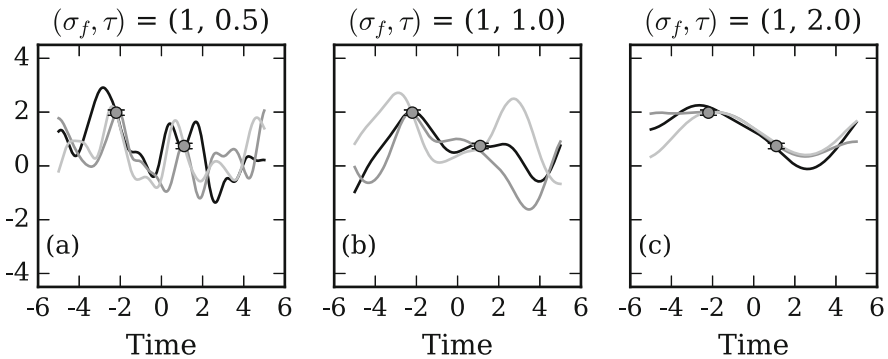 (σf, τ) = (1, 0.5) (σf, τ) = (1, 1.0) (σf, τ) = (1, 2.0)
4
2
0
-2
-4
(a) (b) (c)
-6 -4 -2 0 2 4 6 -6 -4 -2 0 2 4 6 -6 -4 -2 0 2 4 6
Time Time Time